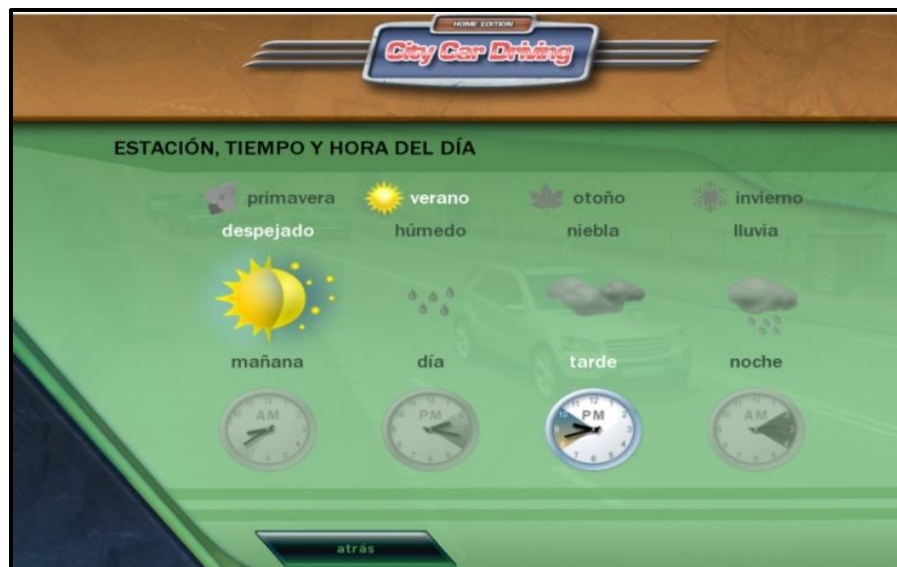 HOME EDITION
City Car Driving
ESTACIÓN, TIEMPO Y HORA DEL DÍA
primavera verano otoño invierno
despejado húmedo niebla lluvia
mañana día tarde noche
AM PM PM AM
atrás